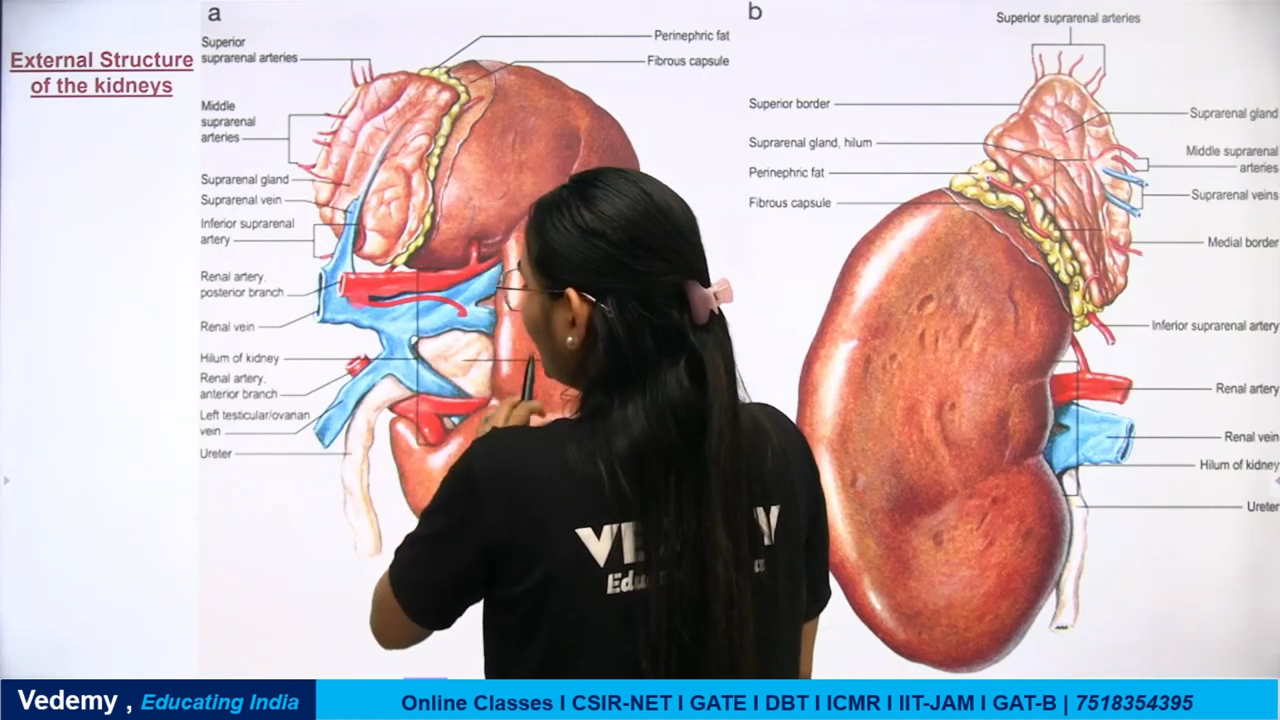 External Structure
of the kidneys
a
Superior
suprarenal arteries
Middle
suprarenal
arteries
Suprarenal gland
Suprarenal vein
Inferior suprarenal
artery
Renal artery,
posterior branch
Renal vein
Hilum of kidney
Renal artery,
anterior branch
Left testicular/ovarian
vein
Ureter
Perinephric fat
Fibrous capsule
b
Superior suprarenal arteries
Superior border
Suprarenal gland, hilum
Perinephric fat
Fibrous capsule
Suprarenal gland
Middle suprarenal
arteries
Suprarenal veins
Medial border
Inferior suprarenal artery
Renal artery
Renal vein
Hilum of kidney
Ureter
Vedemy , Educating India
Online Classes I CSIR-NET I GATE I DBT I ICMR I IIT-JAM I GAT-B | 7518354395